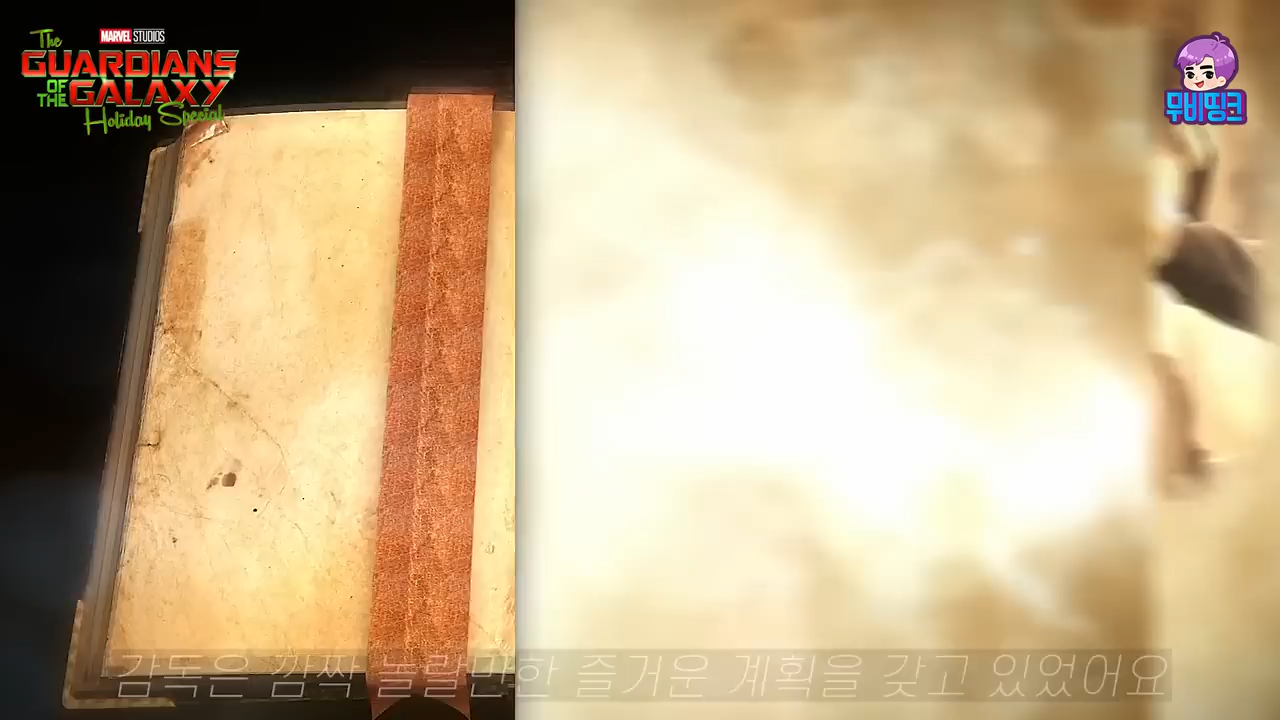 The
MARVEL STUDIOS
GUARDIANS
OF THE GALAXY
Holiday Special
무비띵크
감독은 깜짝 놀랄만한 즐거운 계획을 갖고 있었어요